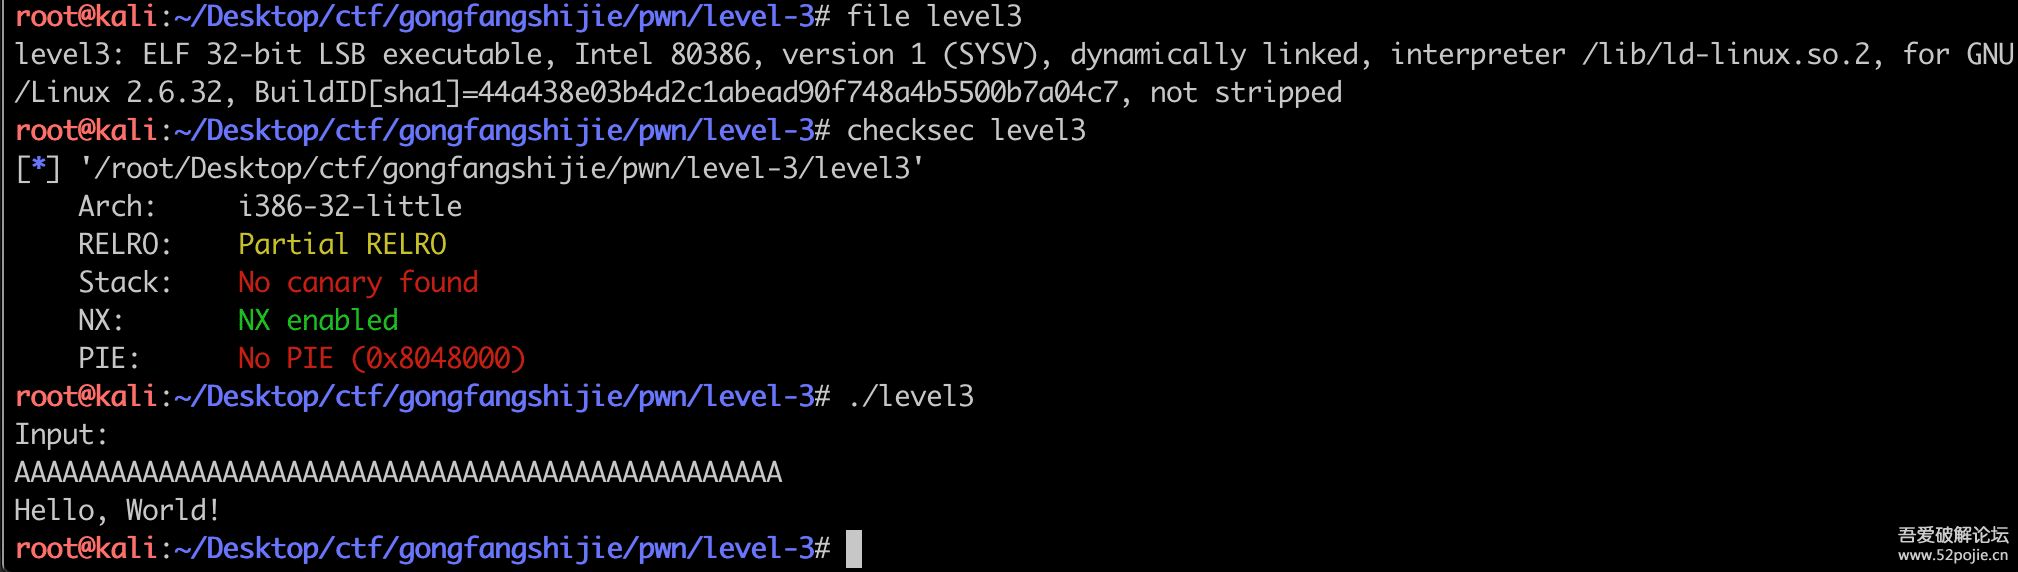 root@kali:~/Desktop/ctf/gongfangshijie/pwn/level-3# file level3
level3: ELF 32-bit LSB executable, Intel 80386, version 1 (SYSV), dynamically linked, interpreter /lib/ld-linux.so.2, for GNU
/Linux 2.6.32, BuildID[sha1]=44a438e03b4d2c1abead90f748a4b5500b7a04c7, not stripped
root@kali:~/Desktop/ctf/gongfangshijie/pwn/level-3# checksec level3
[*] '/root/Desktop/ctf/gongfangshijie/pwn/level-3/level3'
    Arch:     i386-32-little
    RELRO:    Partial RELRO
    Stack:    No canary found
    NX:       NX enabled
    PIE:      No PIE (0x8048000)
root@kali:~/Desktop/ctf/gongfangshijie/pwn/level-3# ./level3
Input:
AAAAAAAAAAAAAAAAAAAAAAAAAAAAAAAAAAAAAAAAAAAAAAAA
Hello, World!
root@kali:~/Desktop/ctf/gongfangshijie/pwn/level-3#
吾爱破解论坛
www.52pojie.cn